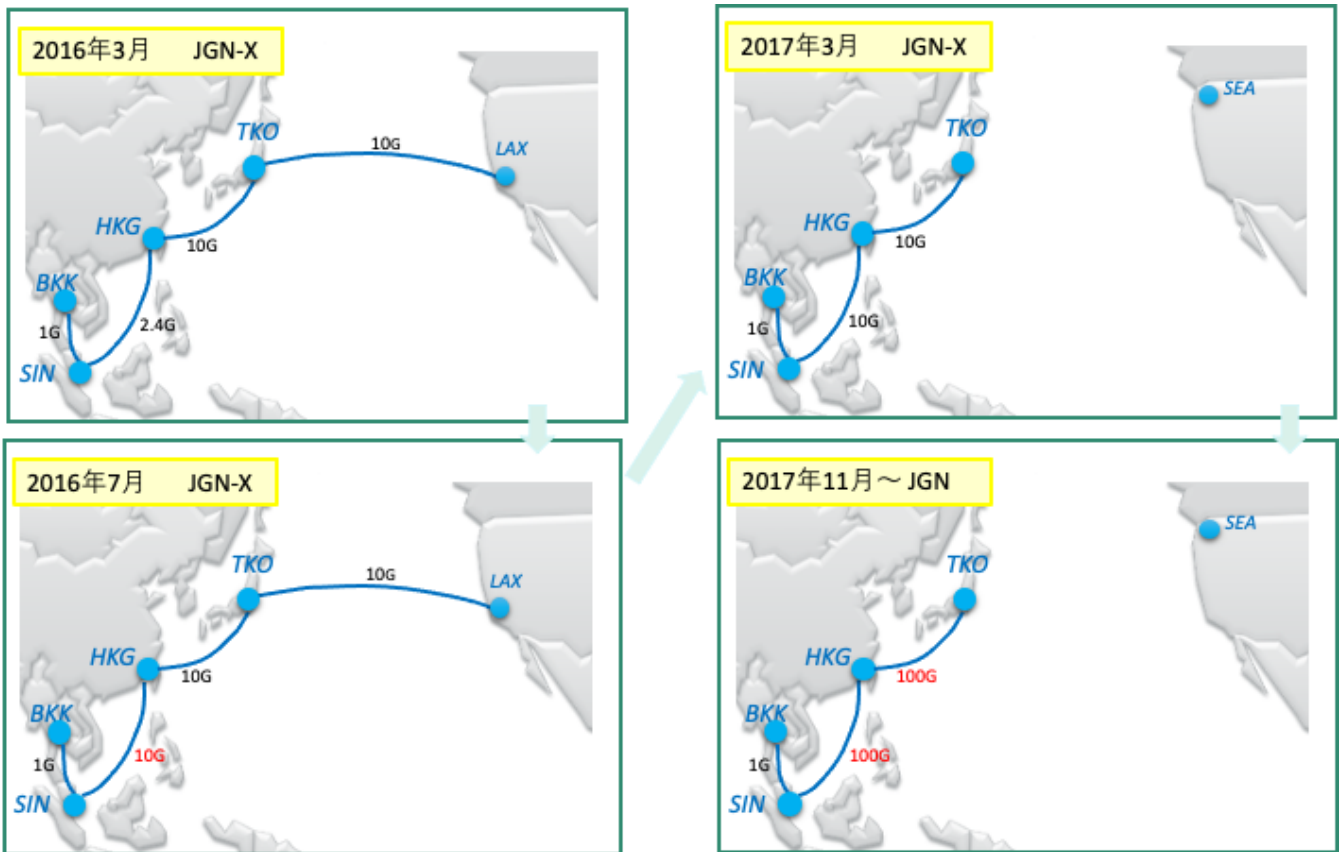 2016年3月 JGN-X
TKO
10G
LAX
HKG
10G
BKK
1G
2.4G
SIN
2016年7月 JGN-X
TKO
10G
LAX
HKG
10G
BKK
1G
10G
SIN
2017年3月 JGN-X
SEA
TKO
HKG
10G
BKK
1G
10G
SIN
2017年11月～ JGN
SEA
TKO
HKG
100G
BKK
1G
100G
SIN